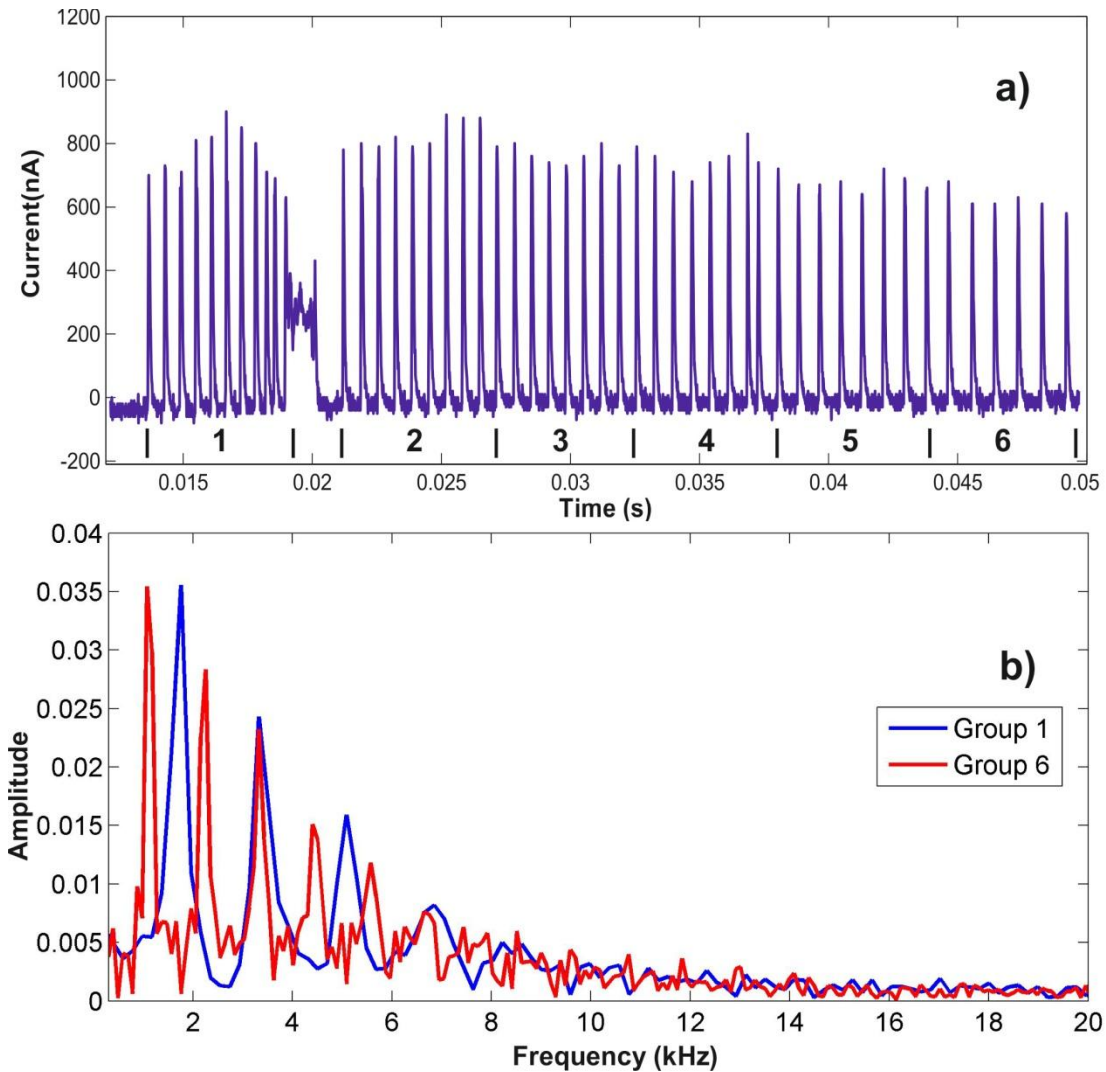 1200
1000
800
600
400
200
0
-200
Current(nA)
a)
1 2 3 4 5 6
0.015 0.02 0.025 0.03 0.035 0.04 0.045 0.05
Time (s)
0.04
0.035
0.03
0.025
0.02
0.015
0.01
0.005
0
Amplitude
b)
Group 1
Group 6
2 4 6 8 10 12 14 16 18 20
Frequency (kHz)